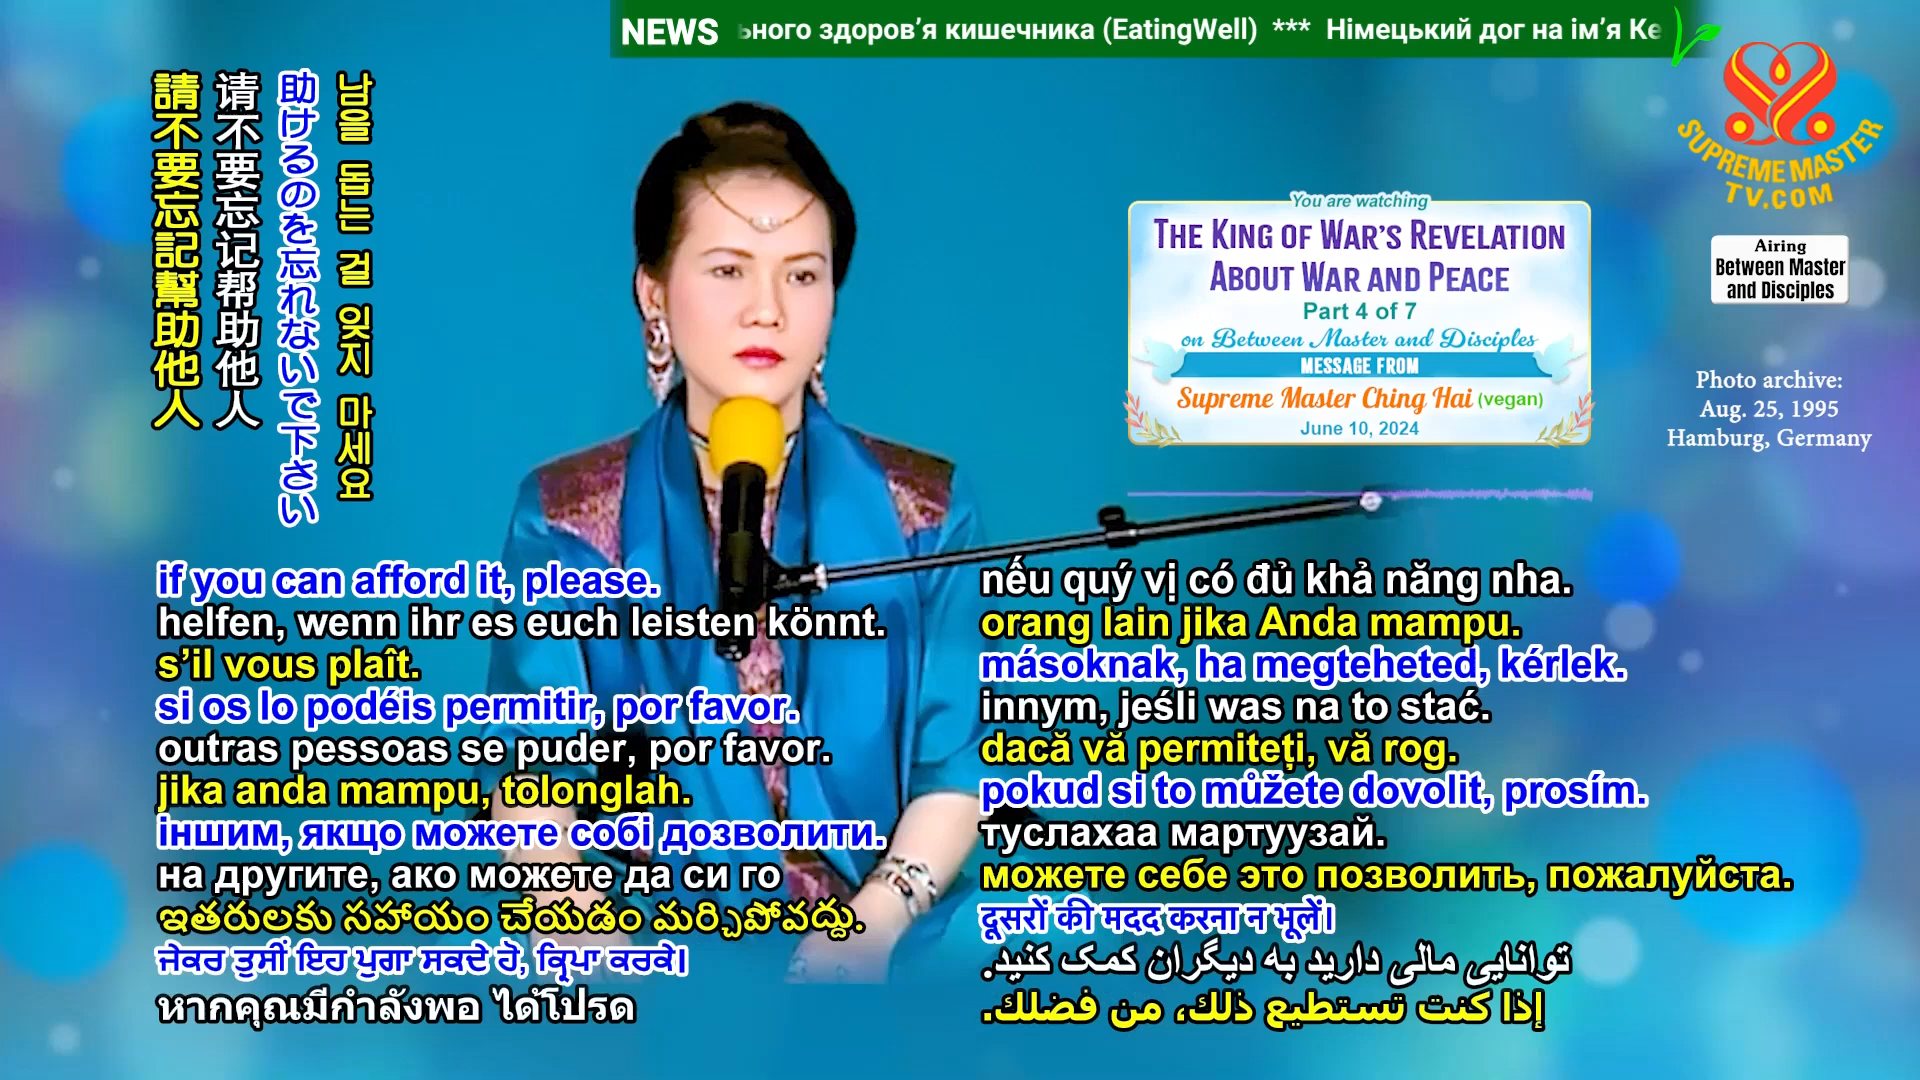 NEWS ьного здоров’я кишечника (EatingWell) *** Німецький дог на ім’я Ке
SUPREME MASTER
TV.COM
Airing
Between Master
and Disciples
Photo archive:
Aug. 25, 1995
Hamburg, Germany
You are watching
THE KING OF WAR’S REVELATION
ABOUT WAR AND PEACE
Part 4 of 7
on Between Master and Disciples
MESSAGE FROM
Supreme Master Ching Hai (vegan)
June 10, 2024
請不要忘記幫助他人
请不要忘记帮助他人
助けるのを忘れないで下さい
남을 돕는 걸 잊지 마세요
if you can afford it, please.
helfen, wenn ihr es euch leisten könnt.
s’il vous plaît.
si os lo podéis permitir, por favor.
outras pessoas se puder, por favor.
jika anda mampu, tolonglah.
іншим, якщо можете собі дозволити.
на другите, ако можете да си го
ఇతరులకు సహాయం చేయడం మర్చిపోవద్దు.
ਜੇਕਰ ਤੁਸੀਂ ਇਹ ਪੁਗਾ ਸਕਦੇ ਹੋ, ਕ੍ਰਿਪਾ ਕਰਕੇ।
หากคุณมีกำลังพอ ได้โปรด
nếu quý vị có đủ khả năng nha.
orang lain jika Anda mampu.
másoknak, ha megteheted, kérlek.
innym, jeśli was na to stać.
dacă vă permiteți, vă rog.
pokud si to můžete dovolit, prosím.
туслахаа мартуузай.
можете себе это позволить, пожалуйста.
दूसरों की मदद करना न भूलें।
توانایی مالی دارید به دیگران کمک کنید.
إذا كنت تستطيع ذلك، من فضلك.